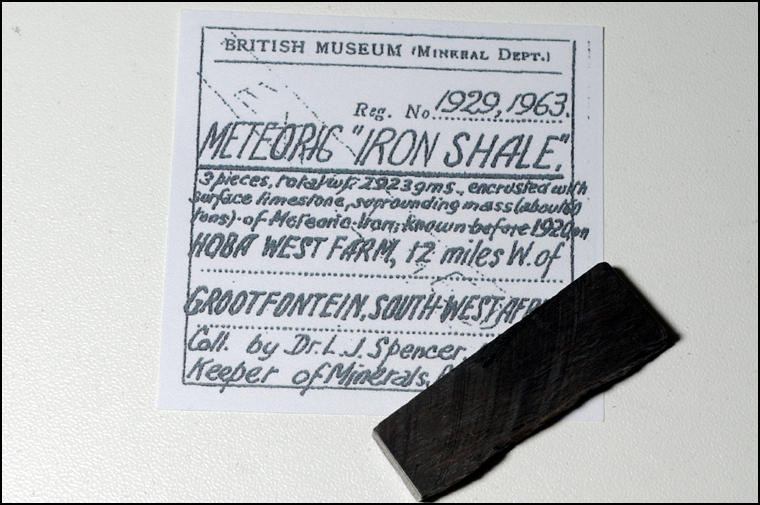 BRITISH MUSEUM (MINERAL DEPT.)
Reg. No. 1929, 1963.
METEORIC "IRON SHALE".
3 pieces, total wt: 2923 gms., encrusted with
surface limestone, surrounding mass (about 60
tons) of Meteoric Iron; known before 1920 on
HOBA WEST FARM, 12 miles W. of
GROOTFONTEIN, SOUTH-WEST
Coll. by Dr. L. J. Spencer,
Keeper of Minerals,